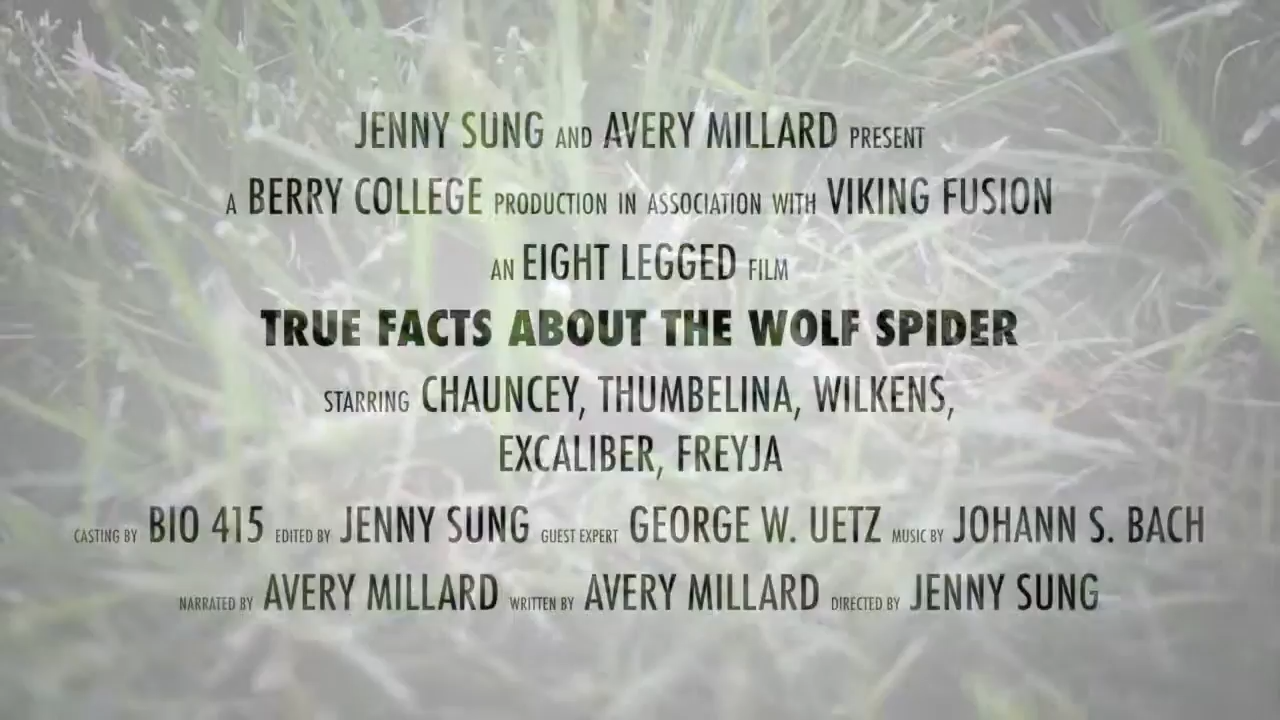 JENNY SUNG AND AVERY MILLARD PRESENT
A BERRY COLLEGE PRODUCTION IN ASSOCIATION WITH VIKING FUSION
AN EIGHT LEGGED FILM
TRUE FACTS ABOUT THE WOLF SPIDER
STARRING CHAUNCEY, THUMBELINA, WILKENS,
EXCALIBER, FREYJA
CASTING BY BIO 415 EDITED BY JENNY SUNG GUEST EXPERT GEORGE W. UETZ MUSIC BY JOHANN S. BACH
NARRATED BY AVERY MILLARD WRITTEN BY AVERY MILLARD DIRECTED BY JENNY SUNG